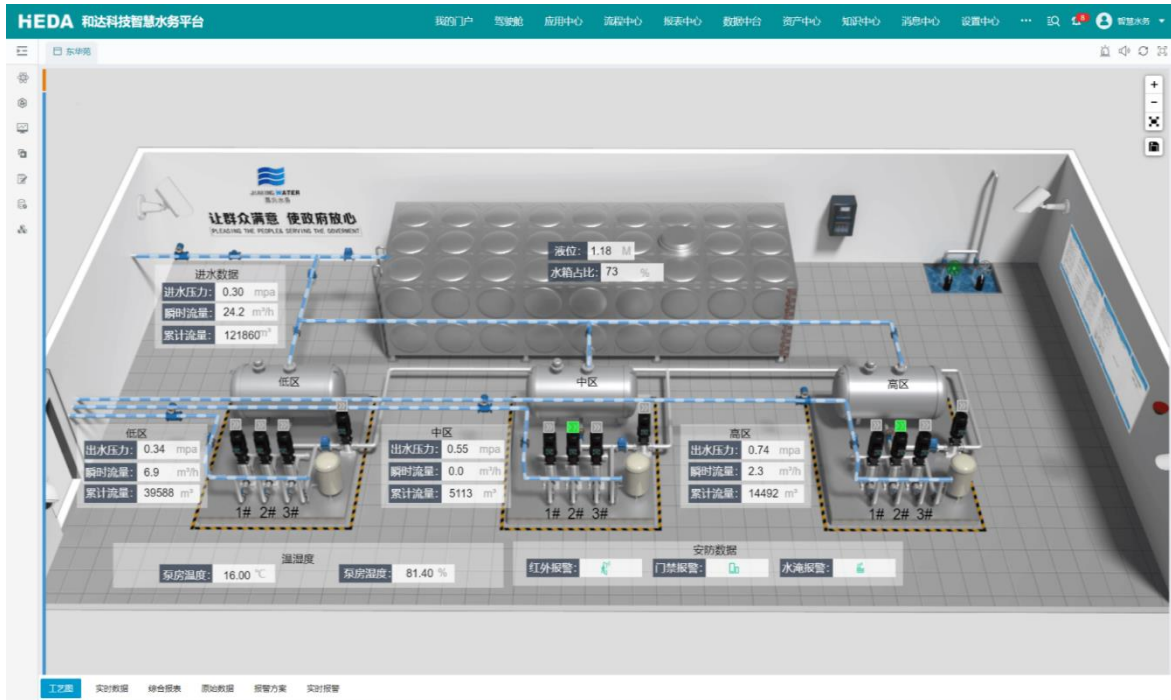 HEDA 和达科技智慧水务平台
我的门户 驾驶舱 应用中心 流程中心 报表中心 数据中台 资产中心 知识中心 消息中心 设置中心 ··· 智慧水务
东华苑
WATER
让群众满意 使政府放心
PLEASING THE PEOPLES, SERVING THE GOVERMENT
液位: 1.18 M
水箱占比: 73 %
进水数据
进水压力: 0.30 mpa
瞬时流量: 24.2 m³/h
累计流量: 121860m³
低区
中区
高区
低区
出水压力: 0.34 mpa
瞬时流量: 6.9 m³/h
累计流量: 39588 m³
1# 2# 3#
中区
出水压力: 0.55 mpa
瞬时流量: 0.0 m³/h
累计流量: 5113 m³
1# 2# 3#
高区
出水压力: 0.74 mpa
瞬时流量: 2.3 m³/h
累计流量: 14492 m³
1# 2# 3#
温湿度
泵房温度: 16.00 ℃
泵房湿度: 81.40 %
安防数据
红外报警:
门禁报警:
水淹报警:
工艺图 实时数据 综合报表 原始数据 报警方案 实时报警